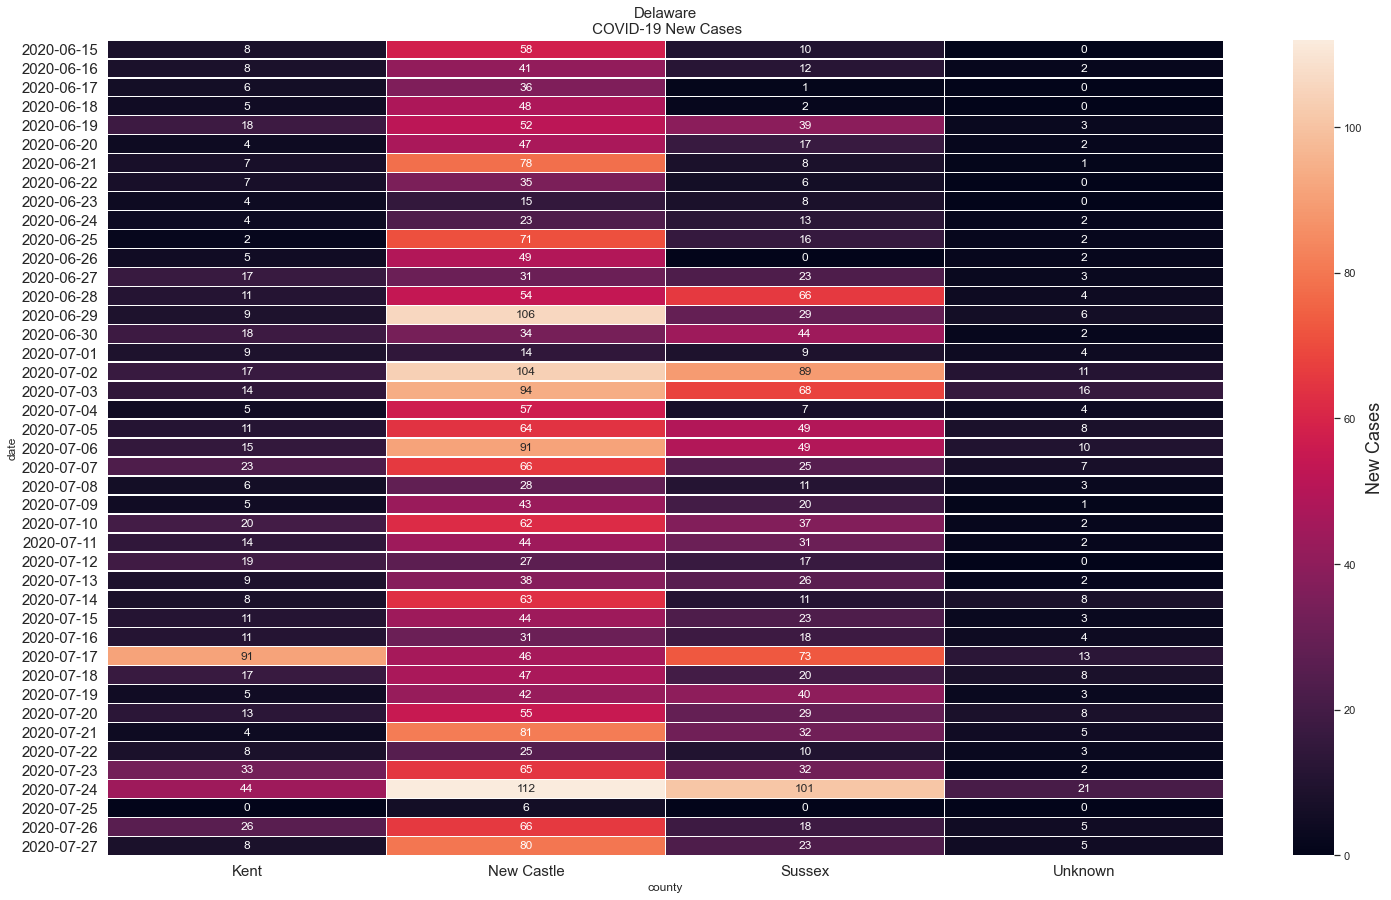 Delaware
COVID-19 New Cases
2020-06-15 8 58 10 0
2020-06-16 8 41 12 2
2020-06-17 6 36 1 0
2020-06-18 5 48 2 0
2020-06-19 18 52 39 3
2020-06-20 4 47 17 2
2020-06-21 7 78 8 1
2020-06-22 7 35 6 0
2020-06-23 4 15 8 0
2020-06-24 4 23 13 2
2020-06-25 2 71 16 2
2020-06-26 5 49 0 2
2020-06-27 17 31 23 3
2020-06-28 11 54 66 4
2020-06-29 9 106 29 6
2020-06-30 18 34 44 2
2020-07-01 9 14 9 4
2020-07-02 17 104 89 11
2020-07-03 14 94 68 16
2020-07-04 5 57 7 4
2020-07-05 11 64 49 8
2020-07-06 15 91 49 10
2020-07-07 23 66 25 7
2020-07-08 6 28 11 3
2020-07-09 5 43 20 1
2020-07-10 20 62 37 2
2020-07-11 14 44 31 2
2020-07-12 19 27 17 0
2020-07-13 9 38 26 2
2020-07-14 8 63 11 8
2020-07-15 11 44 23 3
2020-07-16 11 31 18 4
2020-07-17 91 46 73 13
2020-07-18 17 47 20 8
2020-07-19 5 42 40 3
2020-07-20 13 55 29 8
2020-07-21 4 81 32 5
2020-07-22 8 25 10 3
2020-07-23 33 65 32 2
2020-07-24 44 112 101 21
2020-07-25 0 6 0 0
2020-07-26 26 66 18 5
2020-07-27 8 80 23 5
Kent New Castle Sussex Unknown
county
date
100
80
60
40
20
0
New Cases